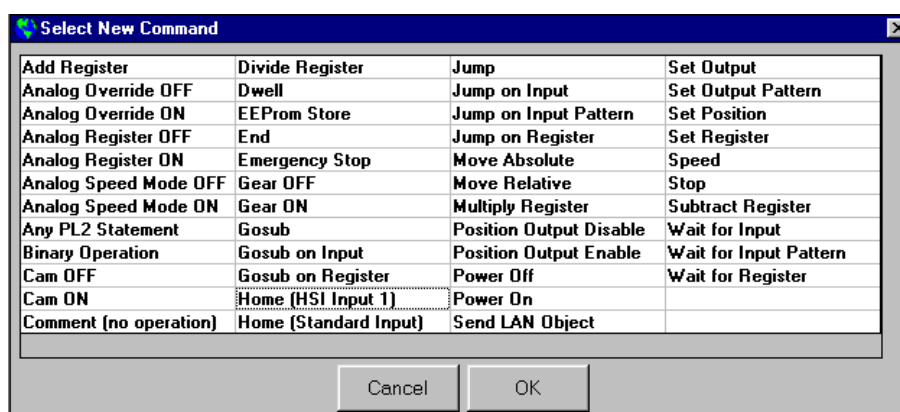 Select New Command
Add Register Divide Register Jump Set Output
Analog Override OFF Dwell Jump on Input Set Output Pattern
Analog Override ON EEProm Store Jump on Input Pattern Set Position
Analog Register OFF End Jump on Register Set Register
Analog Register ON Emergency Stop Move Absolute Speed
Analog Speed Mode OFF Gear OFF Move Relative Stop
Analog Speed Mode ON Gear ON Multiply Register Subtract Register
Any PL2 Statement Gosub Position Output Disable Wait for Input
Binary Operation Gosub on Input Position Output Enable Wait for Input Pattern
Cam OFF Gosub on Register Power Off Wait for Register
Cam ON Home (HSI Input 1) Power On
Comment (no operation) Home (Standard Input) Send LAN Object
Cancel OK